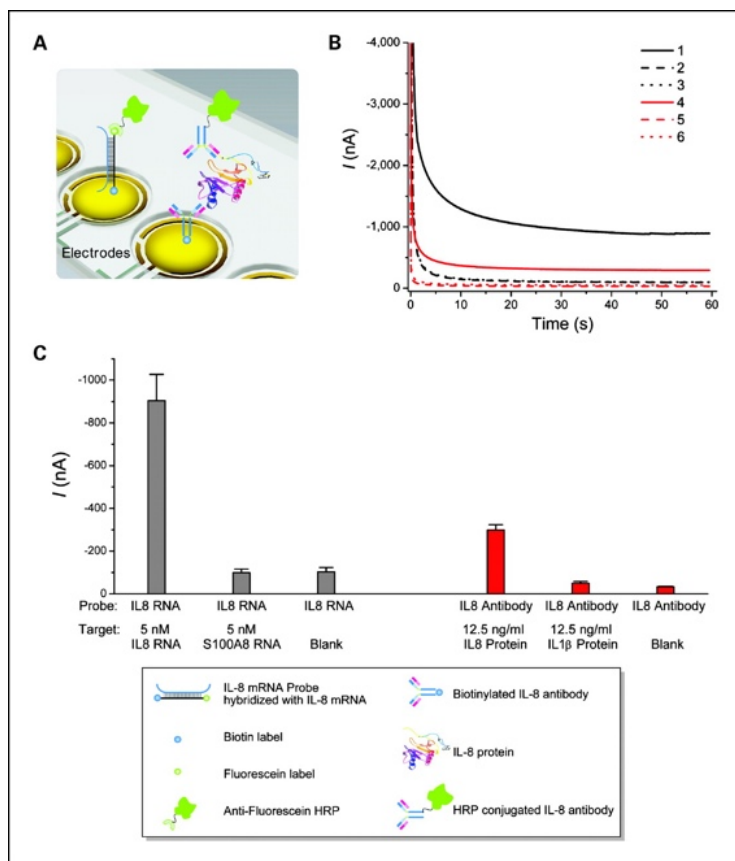 A
Electrodes
B
-4,000
-3,000
-2,000
-1,000
0
I (nA)
0 10 20 30 40 50 60
Time (s)
1
2
3
4
5
6
C
-1000
-800
-600
-400
-200
0
I (nA)
Probe: IL8 RNA IL8 RNA IL8 RNA IL8 Antibody IL8 Antibody IL8 Antibody
Target: 5 nM 5 nM 12.5 ng/ml 12.5 ng/ml
IL8 RNA S100A8 RNA Blank IL8 Protein IL1β Protein Blank
IL-8 mRNA Probe
hybridized with IL-8 mRNA
Biotin label
Fluorescein label
Anti-Fluorescein HRP
Biotinylated IL-8 antibody
IL-8 protein
HRP conjugated IL-8 antibody